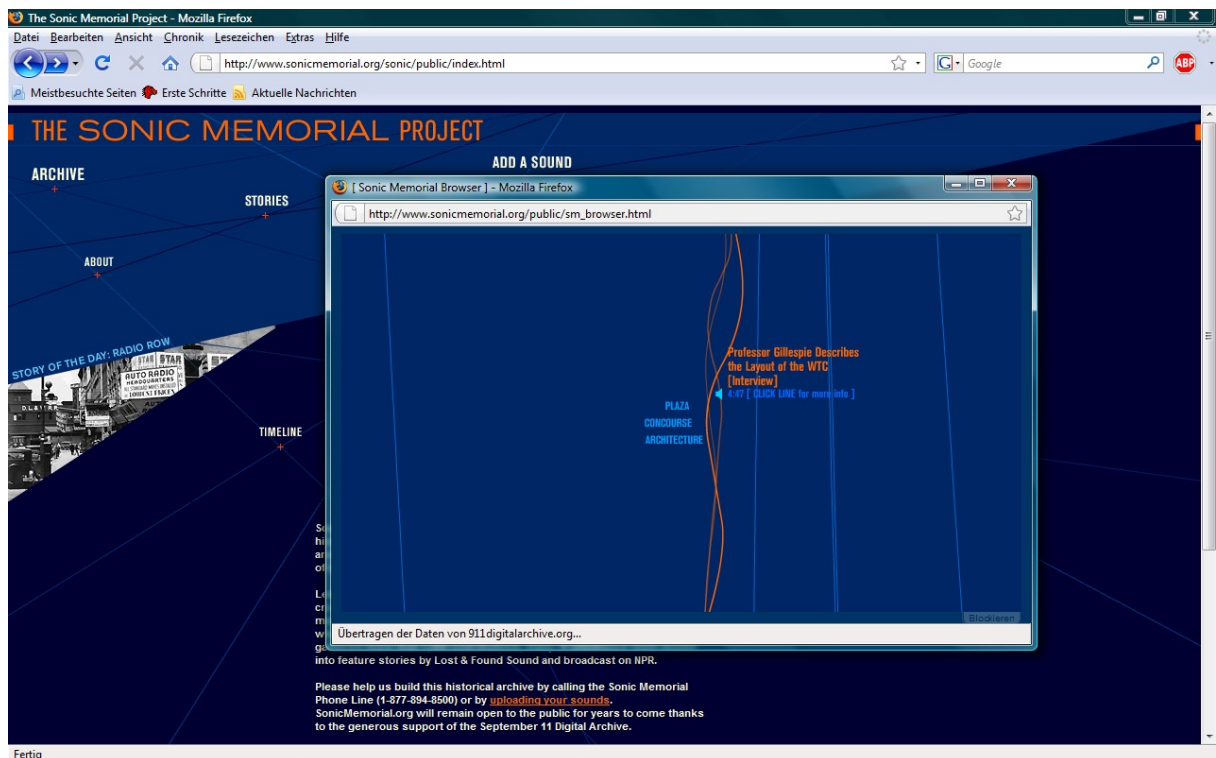 The Sonic Memorial Project - Mozilla Firefox
Datei Bearbeiten Ansicht Chronik Lesezeichen Extras Hilfe
http://www.sonicmemorial.org/sonic/public/index.html
G Google
ABP
Meistbesuchte Seiten Erste Schritte Aktuelle Nachrichten
THE SONIC MEMORIAL PROJECT
ADD A SOUND
ARCHIVE
STORIES
ABOUT
STORY OF THE DAY: RADIO ROW
STAR STAR
AUTO RADIO
HEADQUARTERS
TIMELINE
[ Sonic Memorial Browser ] - Mozilla Firefox
http://www.sonicmemorial.org/public/sm_browser.html
Professor Gillespie Describes
the Layout of the WTC
[Interview]
4:47 [ CLICK LINE for more info ]
PLAZA
CONCOURSE
ARCHITECTURE
Blockieren
Übertragen der Daten von 911digitalarchive.org...
into feature stories by Lost & Found Sound and broadcast on NPR.
Please help us build this historical archive by calling the Sonic Memorial
Phone Line (1-877-894-8500) or by uploading your sounds.
SonicMemorial.org will remain open to the public for years to come thanks
to the generous support of the September 11 Digital Archive.
Fertig